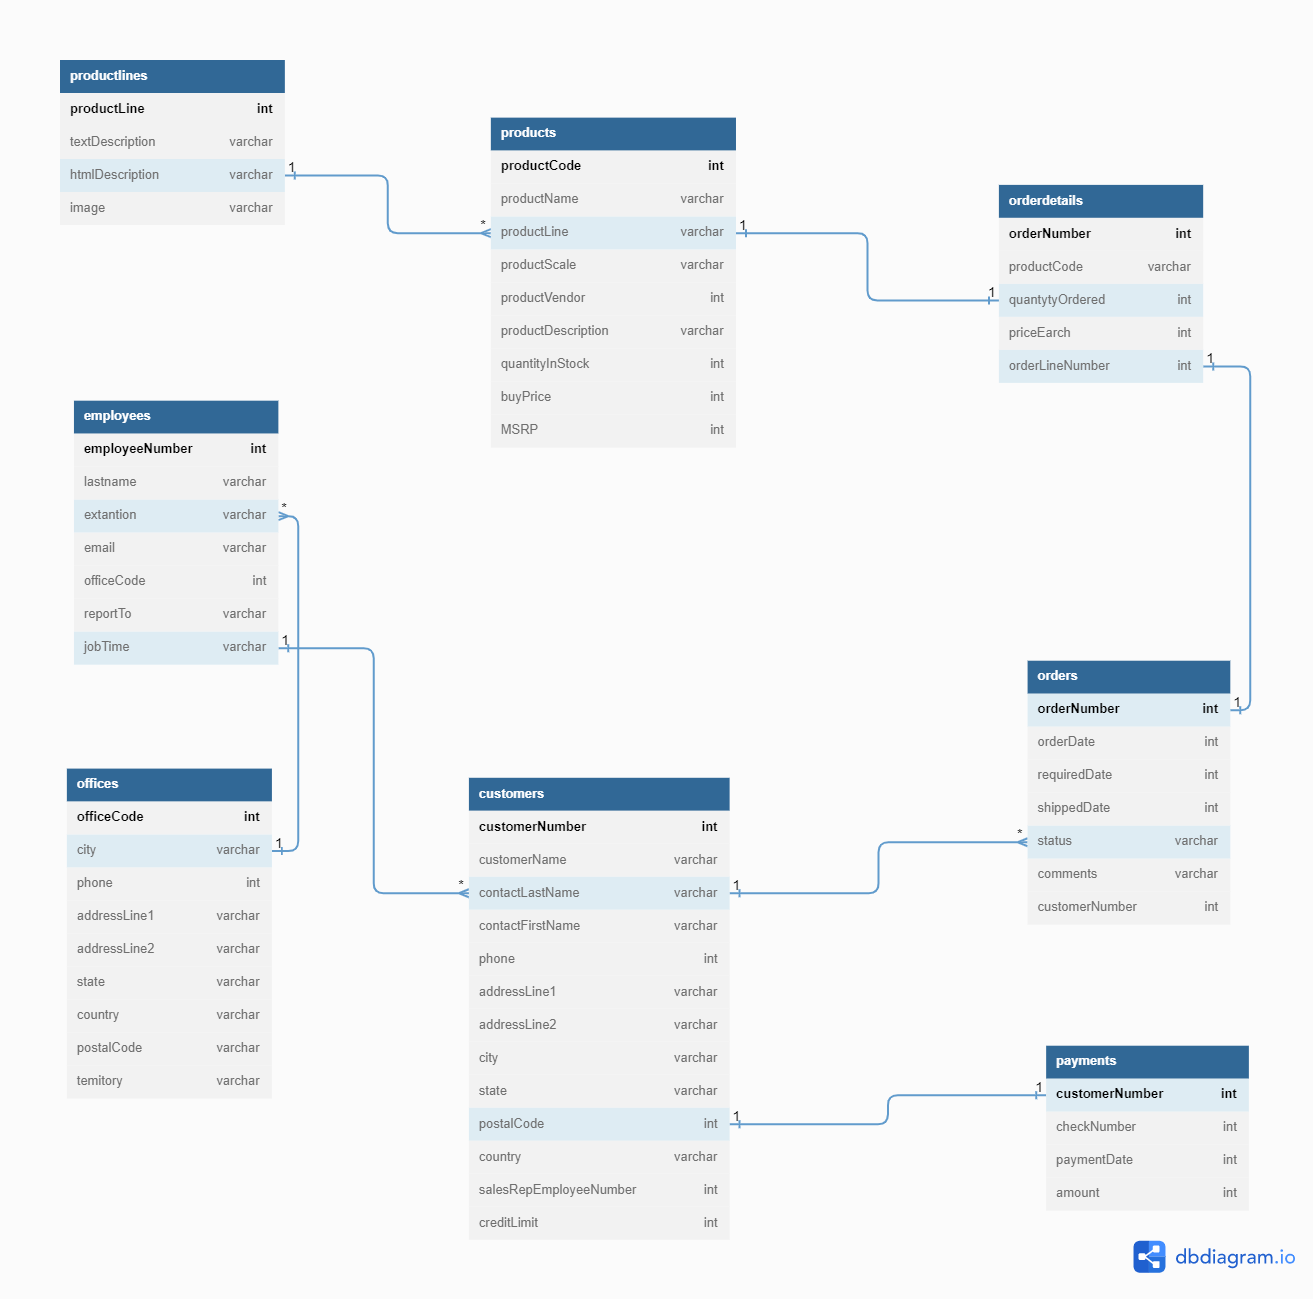 productlines
productLine int
textDescription varchar
htmlDescription varchar
image varchar
1
*
products
productCode int
productName varchar
productLine varchar
productScale varchar
productVendor int
productDescription varchar
quantityInStock int
buyPrice int
MSRP int
1
1
orderdetails
orderNumber int
productCode varchar
quantytyOrdered int
priceEarch int
orderLineNumber int
1
employees
employeeNumber int
lastname varchar
extantion varchar
email varchar
officeCode int
reportTo varchar
jobTime varchar
*
1
offices
officeCode int
city varchar
phone int
addressLine1 varchar
addressLine2 varchar
state varchar
country varchar
postalCode varchar
temitory varchar
1
*
customers
customerNumber int
customerName varchar
contactLastName varchar
contactFirstName varchar
phone int
addressLine1 varchar
addressLine2 varchar
city varchar
state varchar
postalCode int
country varchar
salesRepEmployeeNumber int
creditLimit int
1
1
*
orders
orderNumber int
orderDate int
requiredDate int
shippedDate int
status varchar
comments varchar
customerNumber int
1
1
payments
customerNumber int
checkNumber int
paymentDate int
amount int
dbdiagram.io